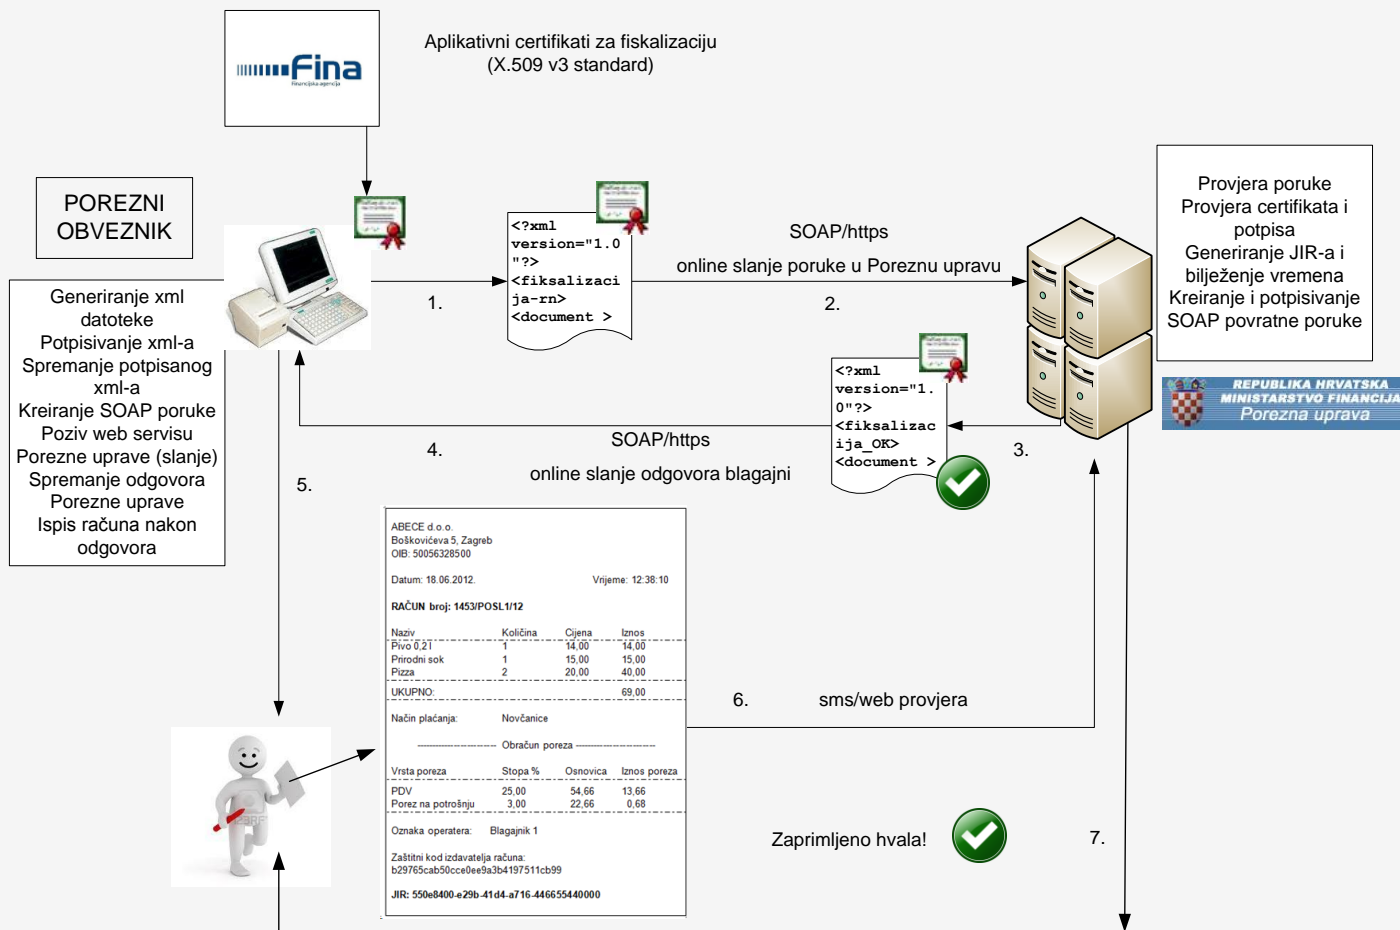 Fina
Financijska agencija
Aplikativni certifikati za fiskalizaciju
(X.509 v3 standard)
POREZNI
OBVEZNIK
Generiranje xml
datoteke
Potpisivanje xml-a
Spremanje potpisanog
xml-a
Kreiranje SOAP poruke
Poziv web servisu
Porezne uprave (slanje)
Spremanje odgovora
Porezne uprave
Ispis računa nakon
odgovora
1.
<?xml
version="1.0
"?>
<fiksalizaci
ja-rn>
<document >
SOAP/https
online slanje poruke u Poreznu upravu
2.
Provjera poruke
Provjera certifikata i
potpisa
Generiranje JIR-a i
bilježenje vremena
Kreiranje i potpisivanje
SOAP povratne poruke
REPUBLIKA HRVATSKA
MINISTARSTVO FINANCIJA
Porezna uprava
3.
<?xml
version="1.
0"?>
<fiksalizac
ija_OK>
<document >
4.
SOAP/https
online slanje odgovora blagajni
5.
ABECE d.o.o.
Boškovićeva 5, Zagreb
OIB: 50056328500
Datum: 18.06.2012. Vrijeme: 12:38:10
RAČUN broj: 1453/POSL1/12
Naziv Količina Cijena Iznos
Pivo 0,2 l 1 14,00 14,00
Prirodni sok 1 15,00 15,00
Pizza 2 20,00 40,00
UKUPNO: 69,00
Način plaćanja: Novčanice
Obračun poreza
Vrsta poreza Stopa % Osnovica Iznos poreza
PDV 25,00 54,66 13,66
Porez na potrošnju 3,00 22,66 0,68
Oznaka operatera: Blagajnik 1
Zaštitni kod izdavatelja računa:
b29765cab50cce0ee9a3b4197511cb99
JIR: 550e8400-e29b-41d4-a716-446655440000
6.
sms/web provjera
Zaprimljeno hvala!
7.